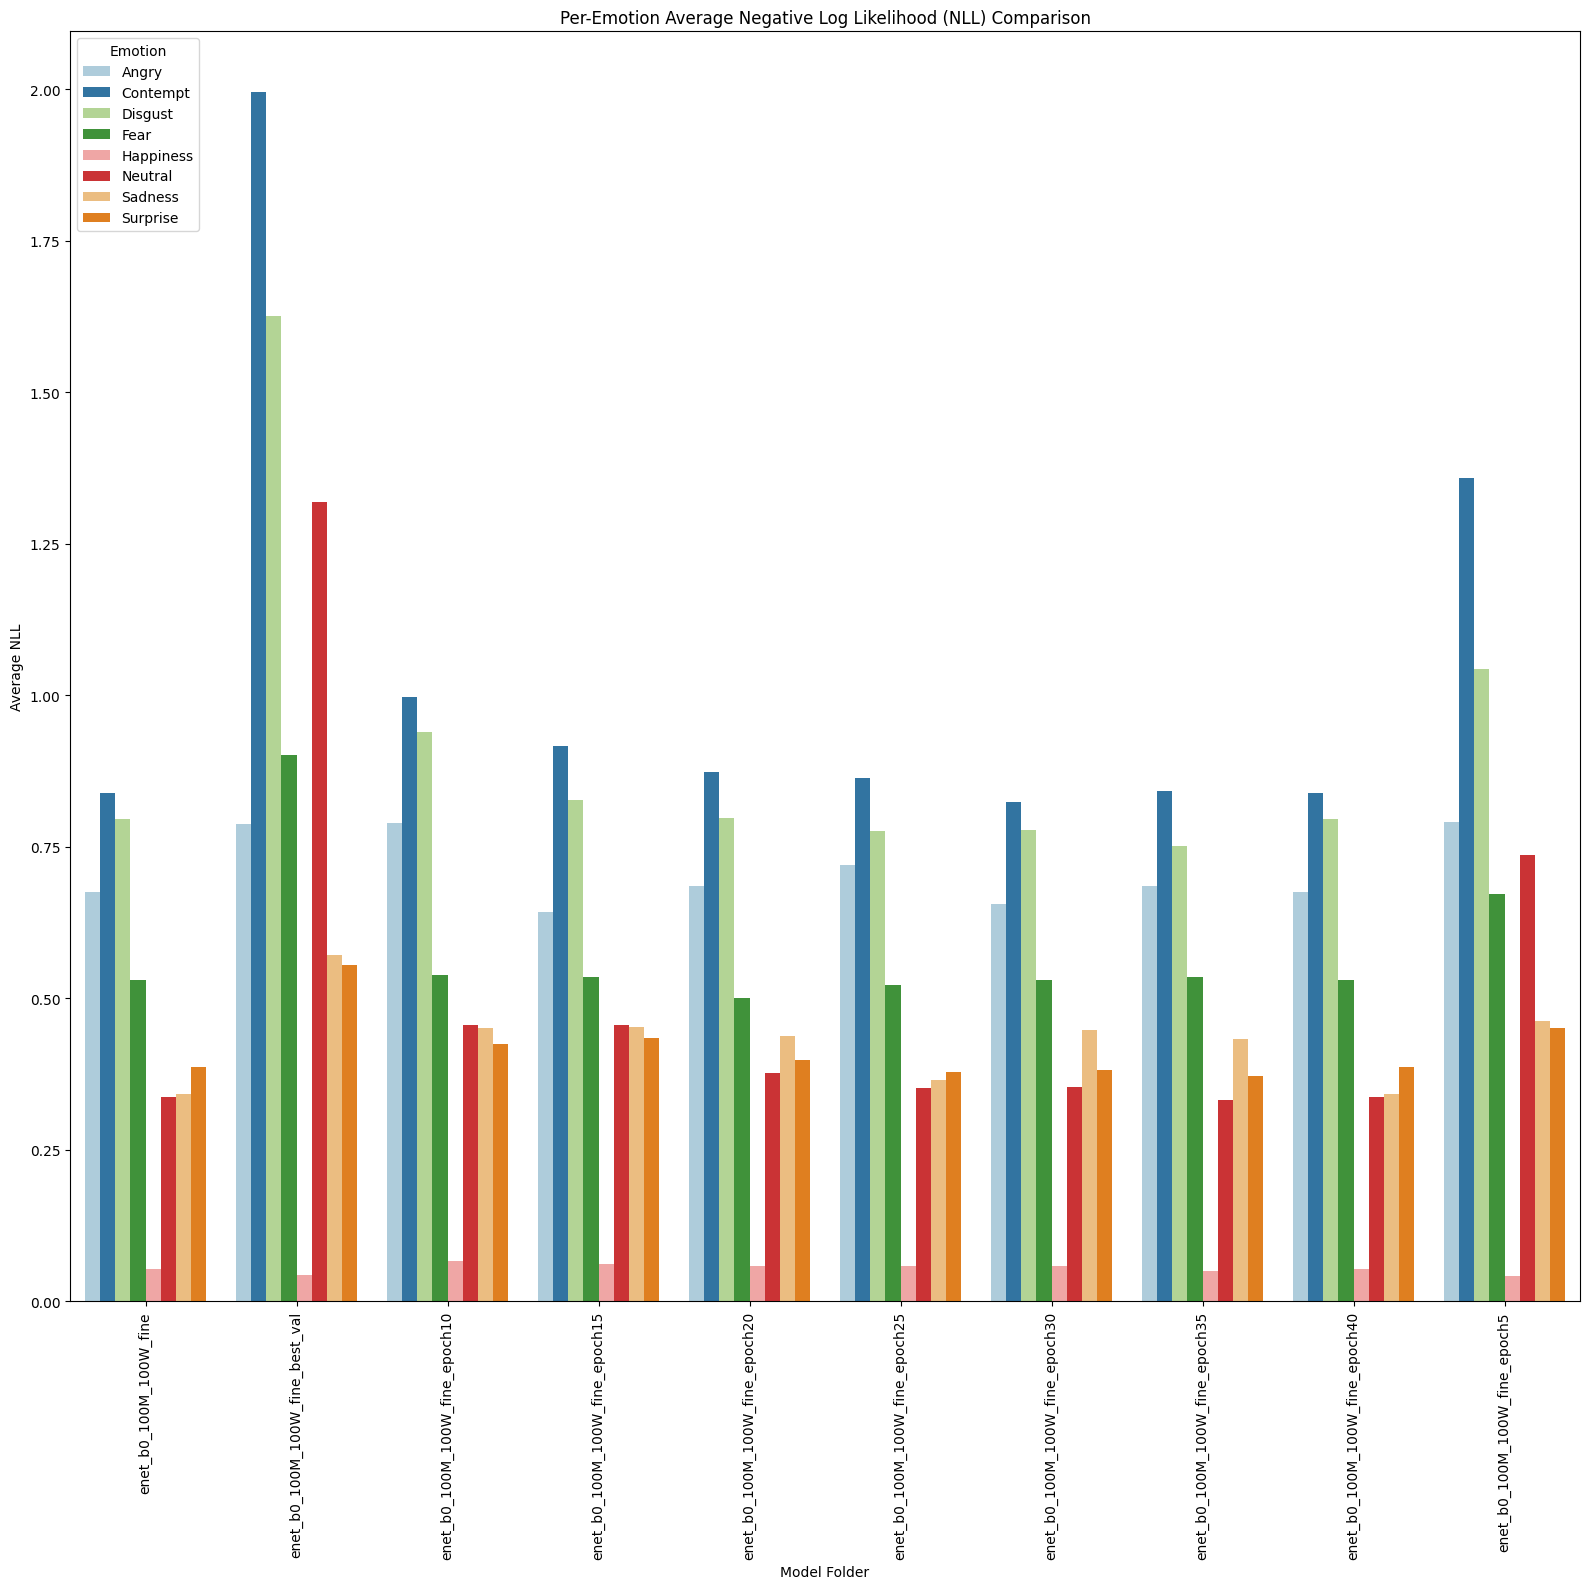 Per-Emotion Average Negative Log Likelihood (NLL) Comparison
Emotion
Angry
Contempt
Disgust
Fear
Happiness
Neutral
Sadness
Surprise
Average NLL
2.00
1.75
1.50
1.25
1.00
0.75
0.50
0.25
0.00
enet_b0_100M_100W_fine
enet_b0_100M_100W_fine_best_val
enet_b0_100M_100W_fine_epoch10
enet_b0_100M_100W_fine_epoch15
enet_b0_100M_100W_fine_epoch20
enet_b0_100M_100W_fine_epoch25
enet_b0_100M_100W_fine_epoch30
enet_b0_100M_100W_fine_epoch35
enet_b0_100M_100W_fine_epoch40
enet_b0_100M_100W_fine_epoch5
Model Folder